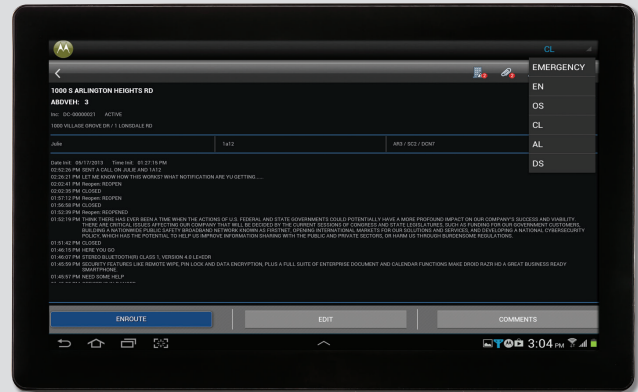 CL
EMERGENCY
EN
OS
CL
AL
DS
1000 S ARLINGTON HEIGHTS RD
ABDVEH: 3
Inc: DC-00000021 ACTIVE
1000 VILLAGE GROVE DR / 1 LONSDALE RD
Julie 1a12 AR3 / SC2 / DCN7
Date Init: 05/17/2013 Time Init: 01:27:15 PM
02:52:26 PM SENT A CALL ON JULIE AND 1A12
02:26:21 PM LET ME KNOW HOW THIS WORKS? WHAT NOTIFICATION ARE YU GETTING.....
02:02:41 PM Reopen: REOPEN
02:02:35 PM CLOSED
01:57:12 PM Reopen: REOPEN
01:56:58 PM CLOSED
01:52:39 PM Reopen: REOPENED
01:52:19 PM THINK THERE HAS EVER BEEN A TIME WHEN THE ACTIONS OF U.S. FEDERAL AND STATE GOVERNMENTS COULD POTENTIALLY HAVE A MORE PROFOUND IMPACT ON OUR COMPANY'S SUCCESS AND VIABILITY.
THERE ARE CRITICAL ISSUES AFFECTING OUR COMPANY THAT WILL BE DECIDED BY THE CURRENT SESSIONS OF CONGRESS AND STATE LEGISLATURES, SUCH AS FUNDING FOR OUR GOVERNMENT CUSTOMERS,
BUILDING A NATIONWIDE PUBLIC SAFETY BROADBAND NETWORK KNOWN AS FIRSTNET, OPENING INTERNATIONAL MARKETS FOR OUR SOLUTIONS AND SERVICES, AND DEVELOPING A NATIONAL CYBERSECURITY
POLICY, WHICH HAS THE POTENTIAL TO HELP US IMPROVE INFORMATION SHARING WITH THE PUBLIC AND PRIVATE SECTORS, OR HARM US THROUGH BURDENSOME REGULATIONS.
01:51:42 PM CLOSED
01:46:15 PM HERE YOU GO
01:46:07 PM STEREO BLUETOOTH(R) CLASS 1, VERSION 4.0 LE+EDR
01:45:59 PM SECURITY FEATURES LIKE REMOTE WIPE, PIN LOCK AND DATA ENCRYPTION, PLUS A FULL SUITE OF ENTERPRISE DOCUMENT AND CALENDAR FUNCTIONS MAKE DROID RAZR HD A GREAT BUSINESS READY
SMARTPHONE.
01:45:57 PM NEED SOME HELP
ENROUTE EDIT COMMENTS
3:04 PM